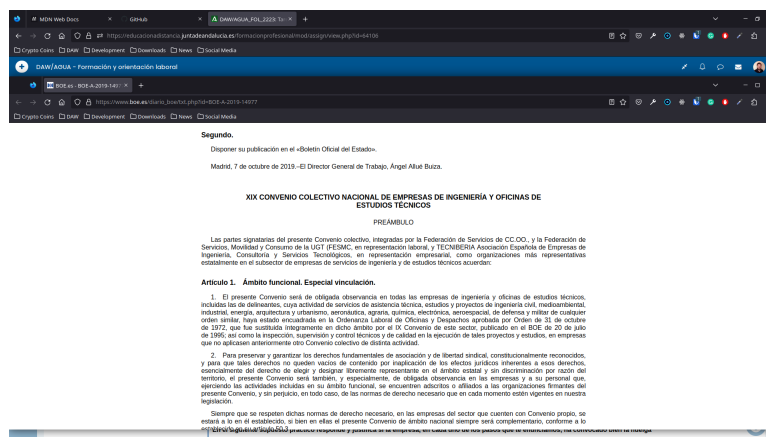 MDN Web Docs
GitHub
DAW/AGUA_FOL_2223: Ta
https://educacionadistancia.juntadeandalucia.es/formacionprofesional/mod/assign/view.php?id=64106
Crypto Coins DAW Development Downloads News Social Media
DAW/AGUA - Formación y orientación laboral
BOE.es - BOE-A-2019-149
https://www.boe.es/diario_boe/txt.php?id=BOE-A-2019-14977
Crypto Coins DAW Development Downloads News Social Media
Segundo.
Disponer su publicación en el «Boletín Oficial del Estado».
Madrid, 7 de octubre de 2019.–El Director General de Trabajo, Ángel Allué Buiza.
XIX CONVENIO COLECTIVO NACIONAL DE EMPRESAS DE INGENIERÍA Y OFICINAS DE
ESTUDIOS TÉCNICOS
PREÁMBULO
Las partes signatarias del presente Convenio colectivo, integradas por la Federación de Servicios de CC.OO., y la Federación de
Servicios, Movilidad y Consumo de la UGT (FESMC, en representación laboral, y TECNIBERIA Asociación Española de Empresas de
Ingeniería, Consultoría y Servicios Tecnológicos, en representación empresarial, como organizaciones más representativas
estatalmente en el subsector de empresas de servicios de ingeniería y de estudios técnicos acuerdan:
Artículo 1. Ámbito funcional. Especial vinculación.
1. El presente Convenio será de obligada observancia en todas las empresas de ingeniería y oficinas de estudios técnicos,
incluidas las de delineantes, cuya actividad de servicios de asistencia técnica, estudios y proyectos de ingeniería civil, medioambiental,
industrial, energía, arquitectura y urbanismo, aeronáutica, agraria, química, electrónica, aeroespacial, de defensa y militar de cualquier
orden similar, haya estado encuadrada en la Ordenanza Laboral de Oficinas y Despachos aprobada por Orden de 31 de octubre
de 1972, que fue sustituida íntegramente en dicho ámbito por el IX Convenio de este sector, publicado en el BOE de 20 de julio
de 1995; así como la inspección, supervisión y control técnicos y de calidad en la ejecución de tales proyectos y estudios, en empresas
que no aplicasen anteriormente otro Convenio colectivo de distinta actividad.
2. Para preservar y garantizar los derechos fundamentales de asociación y de libertad sindical, constitucionalmente reconocidos,
y para que tales derechos no queden vacíos de contenido por inaplicación de los efectos jurídicos inherentes a esos derechos,
esencialmente del derecho de elegir y designar libremente representante en el ámbito estatal y sin discriminación por razón del
territorio, el presente Convenio será también, y especialmente, de obligada observancia en las empresas y a su personal que,
ejerciendo las actividades incluidas en su ámbito funcional, se encuentren adscritos o afiliados a las organizaciones firmantes del
presente Convenio, y sin perjuicio, en todo caso, de las normas de derecho necesario que en cada momento estén vigentes en nuestra
legislación.
Siempre que se respeten dichas normas de derecho necesario, en las empresas del sector que cuenten con Convenio propio, se
estará a lo en el establecido, si bien en ellas el presente Convenio de ámbito nacional siempre será complementario, conforme a lo
establecido en su artículo 50.3.